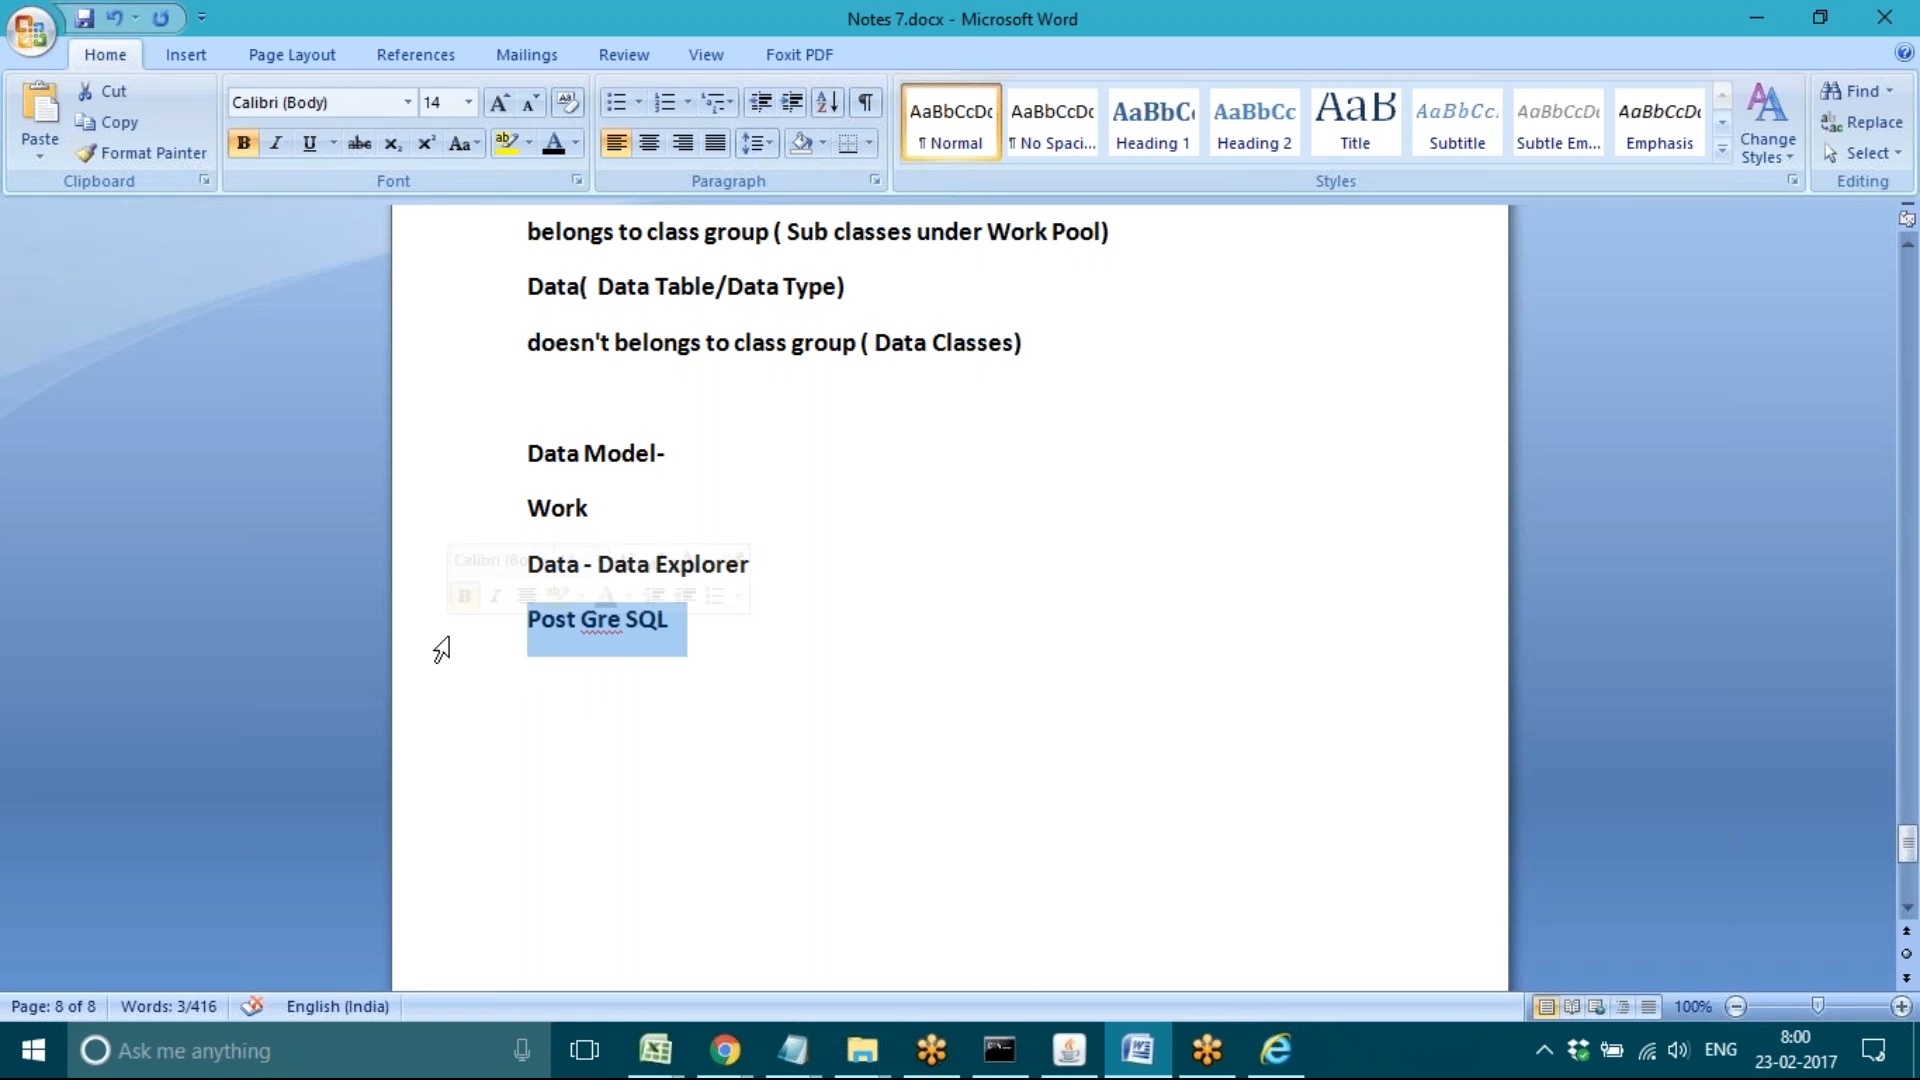 Notes 7.docx - Microsoft Word
Home Insert Page Layout References Mailings Review View Foxit PDF
Paste
Cut
Copy
Format Painter
Clipboard
Calibri (Body) 14
B I U abc x₂ x² Aa
Font
Paragraph
AaBbCcDc AaBbCcDc AaBbC AaBbCc AaB AaBbCc. AaBbCcDc AaBbCcDc
¶ Normal ¶ No Spaci... Heading 1 Heading 2 Title Subtitle Subtle Em... Emphasis
Change Styles
Styles
Find
Replace
Select
Editing
belongs to class group ( Sub classes under Work Pool)
Data( Data Table/Data Type)
doesn't belongs to class group ( Data Classes)
Data Model-
Work
Data - Data Explorer
Post Gre SQL
Page: 8 of 8 Words: 3/416 English (India) 100%
Ask me anything
ENG
8:00
23-02-2017